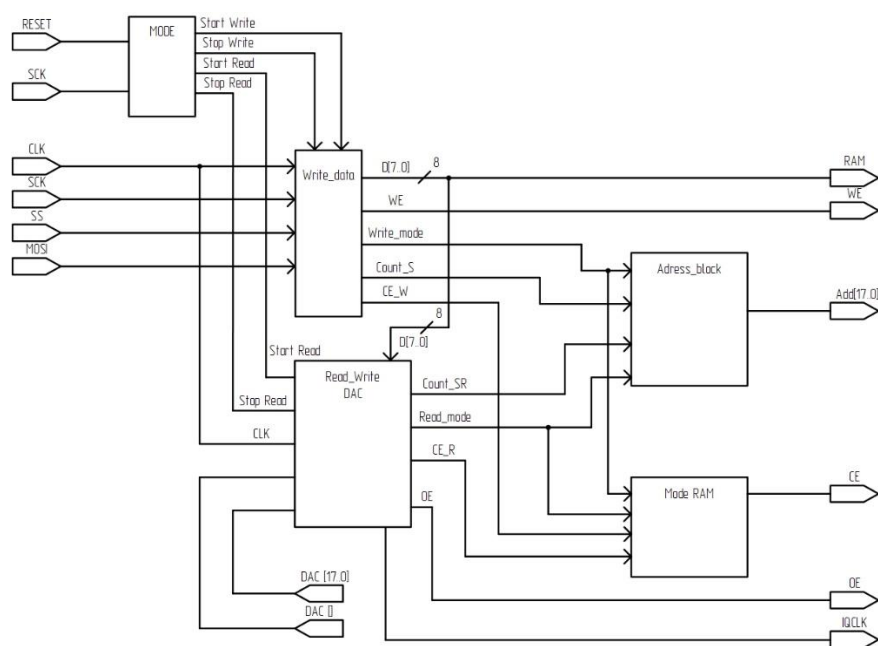 RESET
SCK
MODE
Start Write
Stop Write
Start Read
Stop Read
CLK
SCK
SS
MOSI
Write_data
D[7..0]
8
WE
Write_mode
Count_S
CE_W
RAM
WE
Adress_block
Add[17..0]
8
D[7..0]
Start Read
Stop Read
CLK
Read_Write
DAC
Count_SR
Read_mode
CE_R
OE
Mode RAM
CE
DAC [17..0]
DAC []
OE
IQCLK